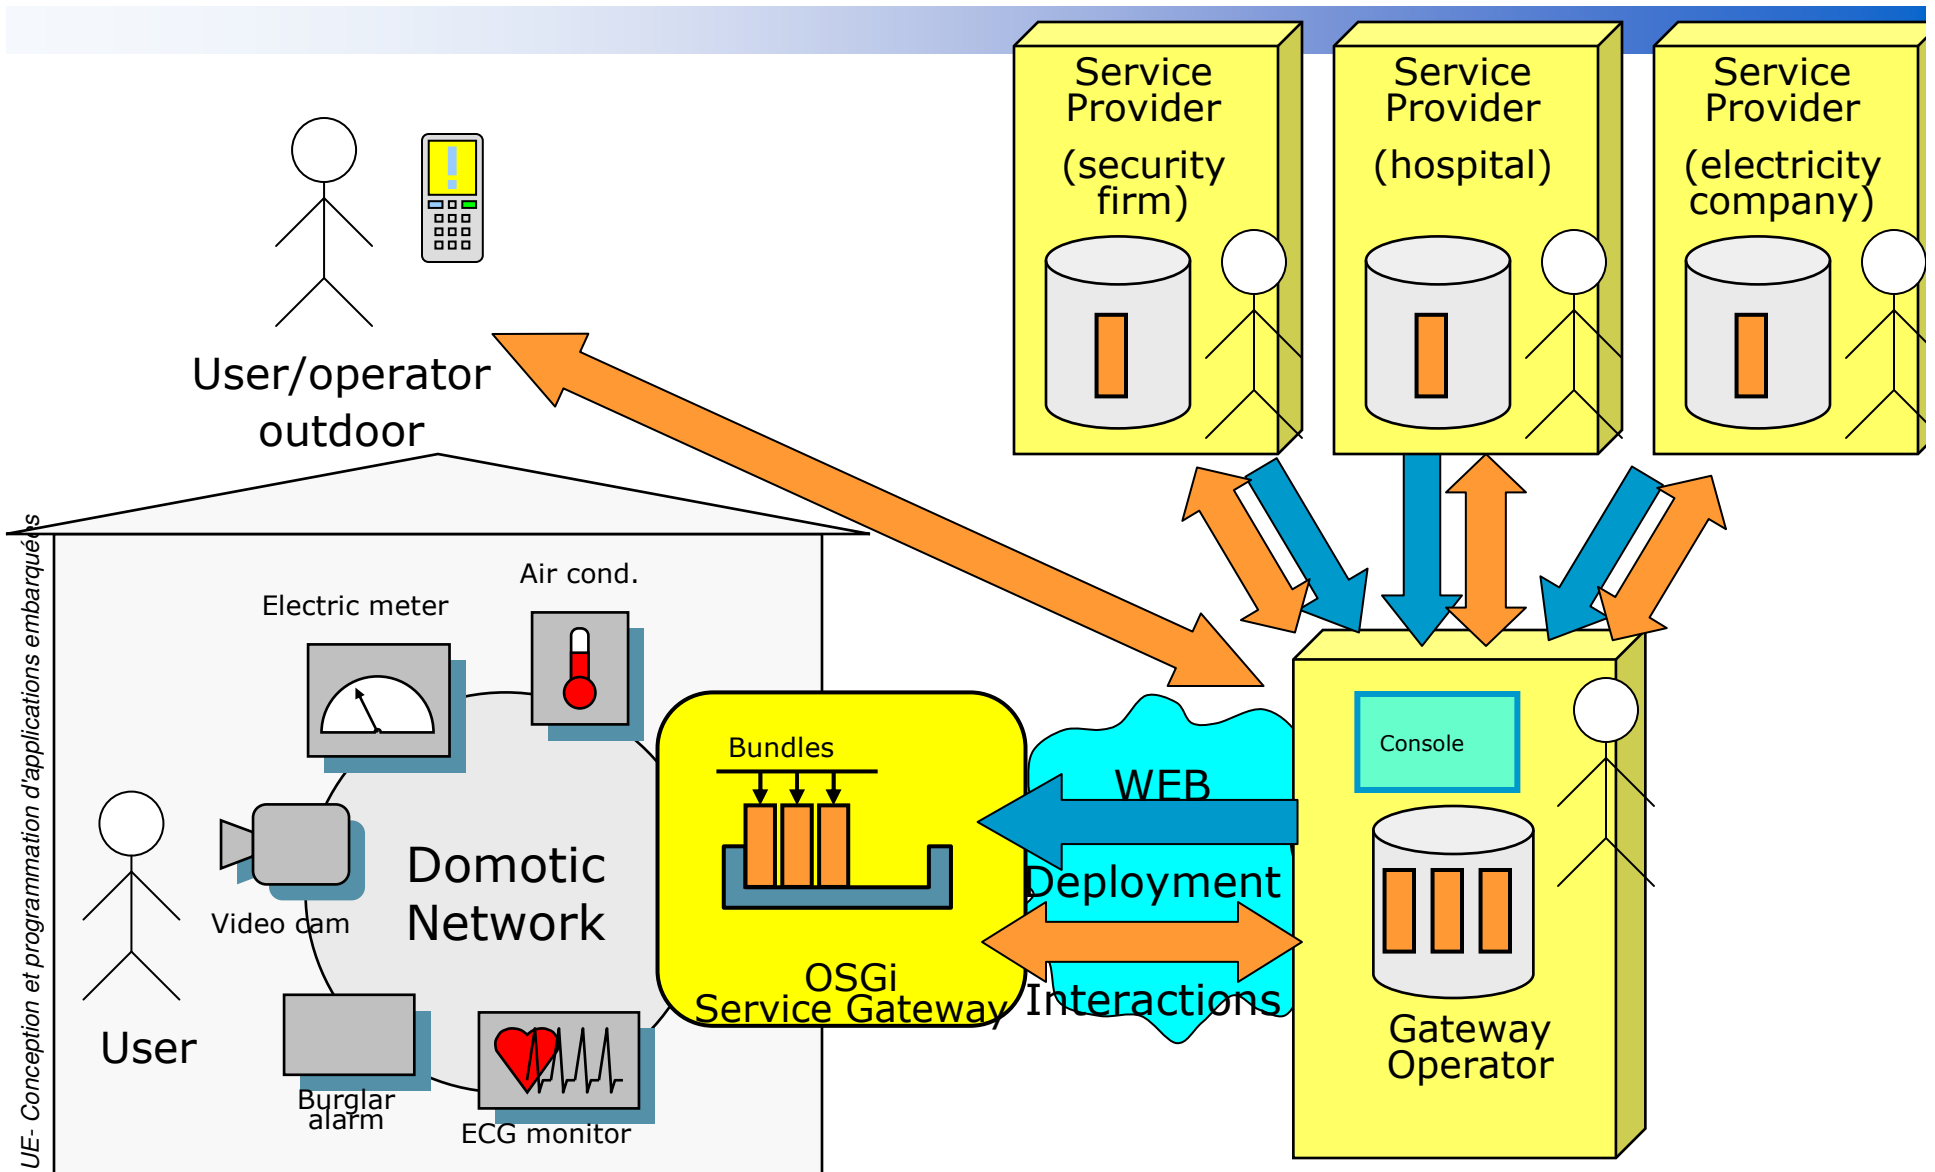 Service
Provider
(security
firm)
Service
Provider
(hospital)
Service
Provider
(electricity
company)
User/operator
outdoor
UE- Conception et programmation d'applications embarquées
Air cond.
Electric meter
Video cam
Domotic
Network
User
Burglar
alarm
ECG monitor
Bundles
OSGi
Service Gateway
WEB
Deployment
Interactions
Console
Gateway
Operator